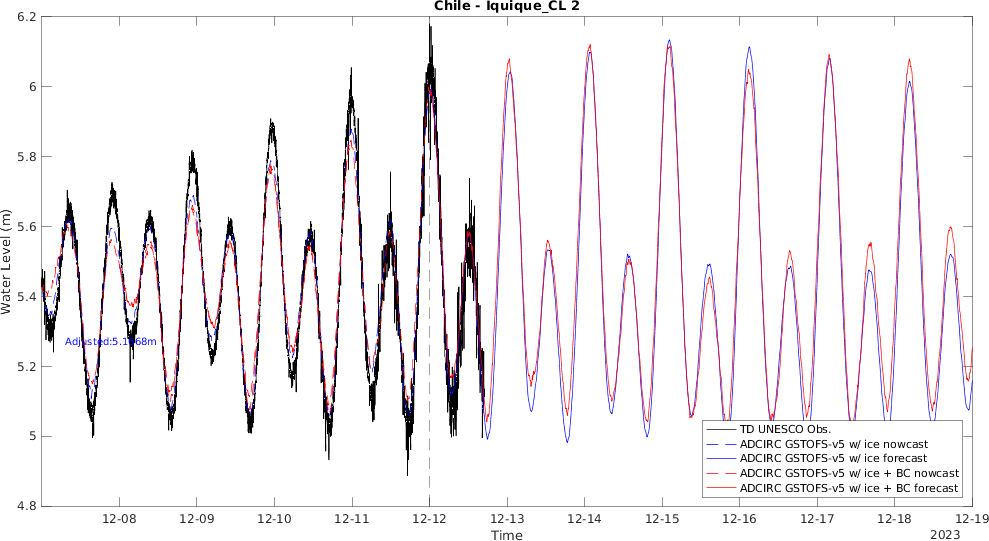 Chile - Iquique_CL 2
6.2
6
5.8
5.6
5.4
5.2
5
4.8
Water Level (m)
TD UNESCO Obs.
ADCIRC GSTOFS-v5 w/ ice nowcast
ADCIRC GSTOFS-v5 w/ ice forecast
ADCIRC GSTOFS-v5 w/ ice + BC nowcast
ADCIRC GSTOFS-v5 w/ ice + BC forecast
12-08 12-09 12-10 12-11 12-12 12-13 12-14 12-15 12-16 12-17 12-18 12-19
Time
2023